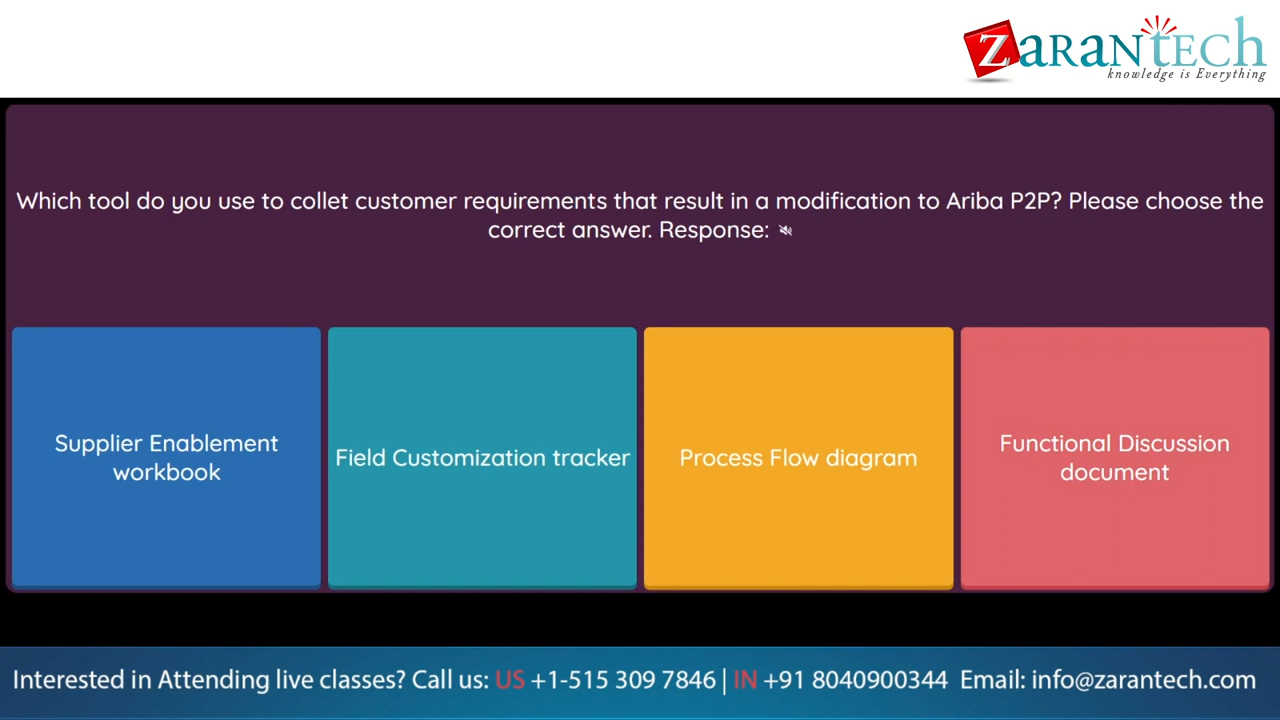 ZARANTECH
knowledge is Everything
Which tool do you use to collet customer requirements that result in a modification to Ariba P2P? Please choose the
correct answer. Response:
Supplier Enablement
workbook
Field Customization tracker
Process Flow diagram
Functional Discussion
document
Interested in Attending live classes? Call us: US +1-515 309 7846 | IN +91 8040900344 Email: info@zarantech.com